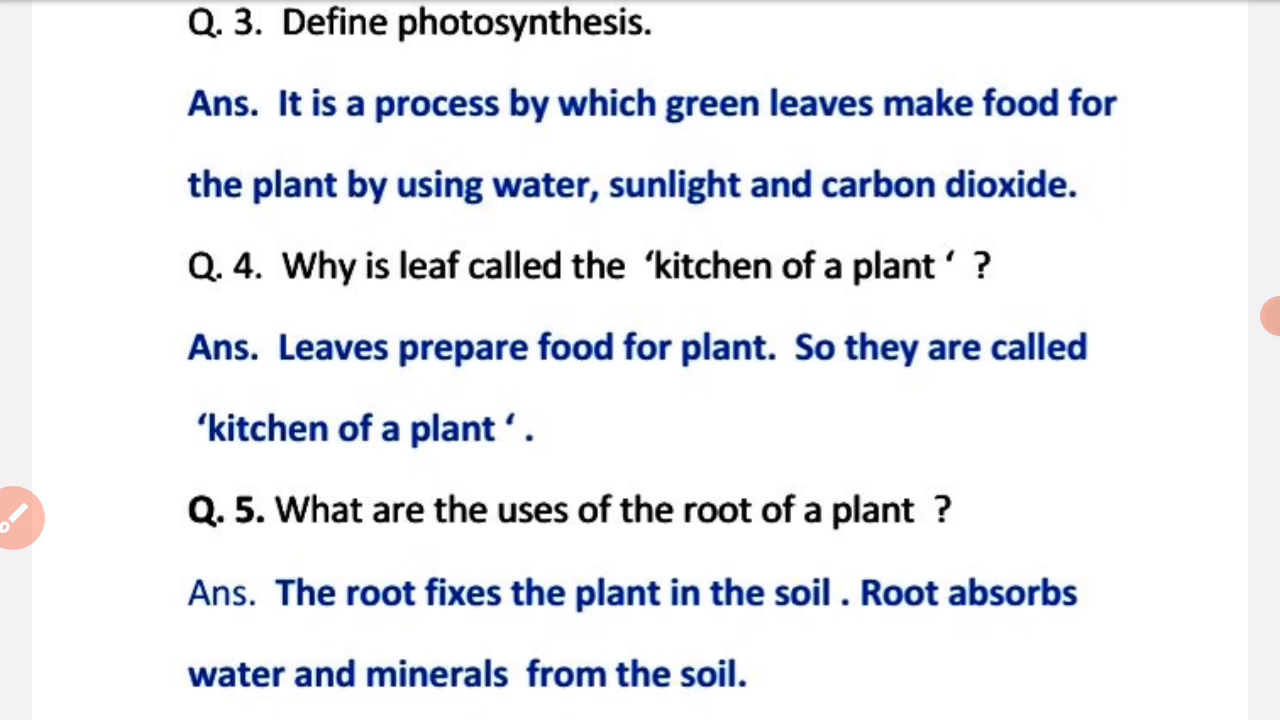 Q. 3.  Define photosynthesis.
Ans.  It is a process by which green leaves make food for
the plant by using water, sunlight and carbon dioxide.
Q. 4.  Why is leaf called the  ‘kitchen of a plant ‘  ?
Ans.  Leaves prepare food for plant.  So they are called
‘kitchen of a plant ‘ .
Q. 5. What are the uses of the root of a plant  ?
Ans.  The root fixes the plant in the soil . Root absorbs
water and minerals  from the soil.